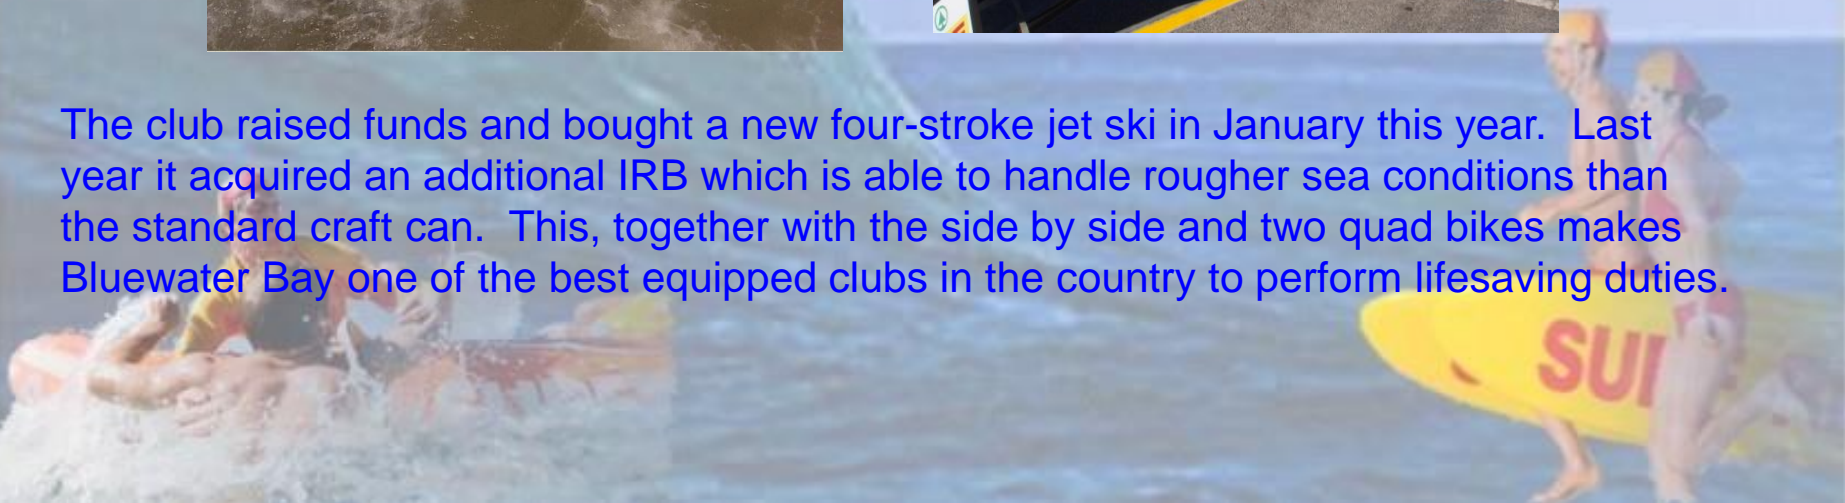 The club raised funds and bought a new four-stroke jet ski in January this year.  Last
year it acquired an additional IRB which is able to handle rougher sea conditions than
the standard craft can.  This, together with the side by side and two quad bikes makes
Bluewater Bay one of the best equipped clubs in the country to perform lifesaving duties.